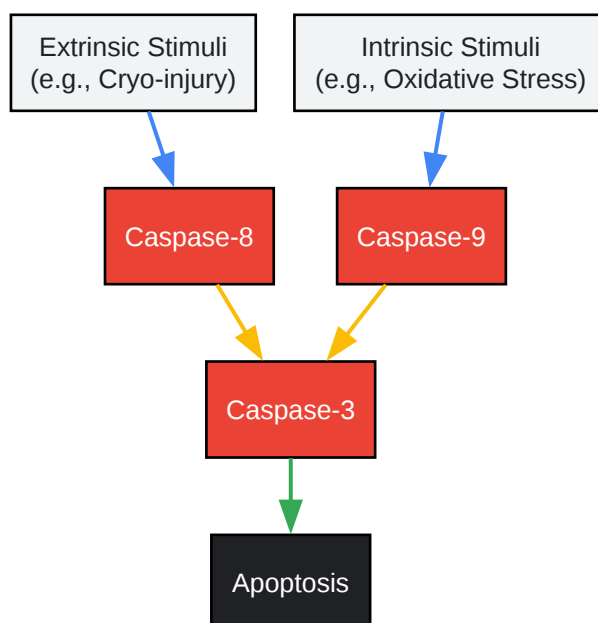 Extrinsic Stimuli
(e.g., Cryo-injury)
Intrinsic Stimuli
(e.g., Oxidative Stress)
Caspase-8
Caspase-9
Caspase-3
Apoptosis